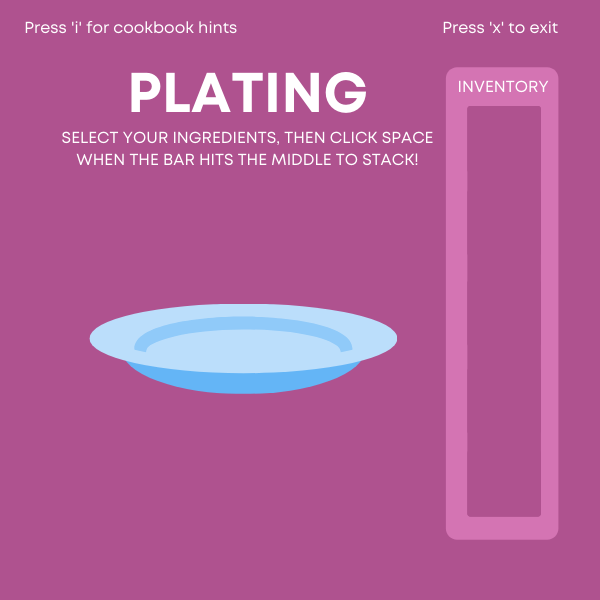 Press 'i' for cookbook hints
Press 'x' to exit
PLATING
INVENTORY
SELECT YOUR INGREDIENTS, THEN CLICK SPACE
WHEN THE BAR HITS THE MIDDLE TO STACK!